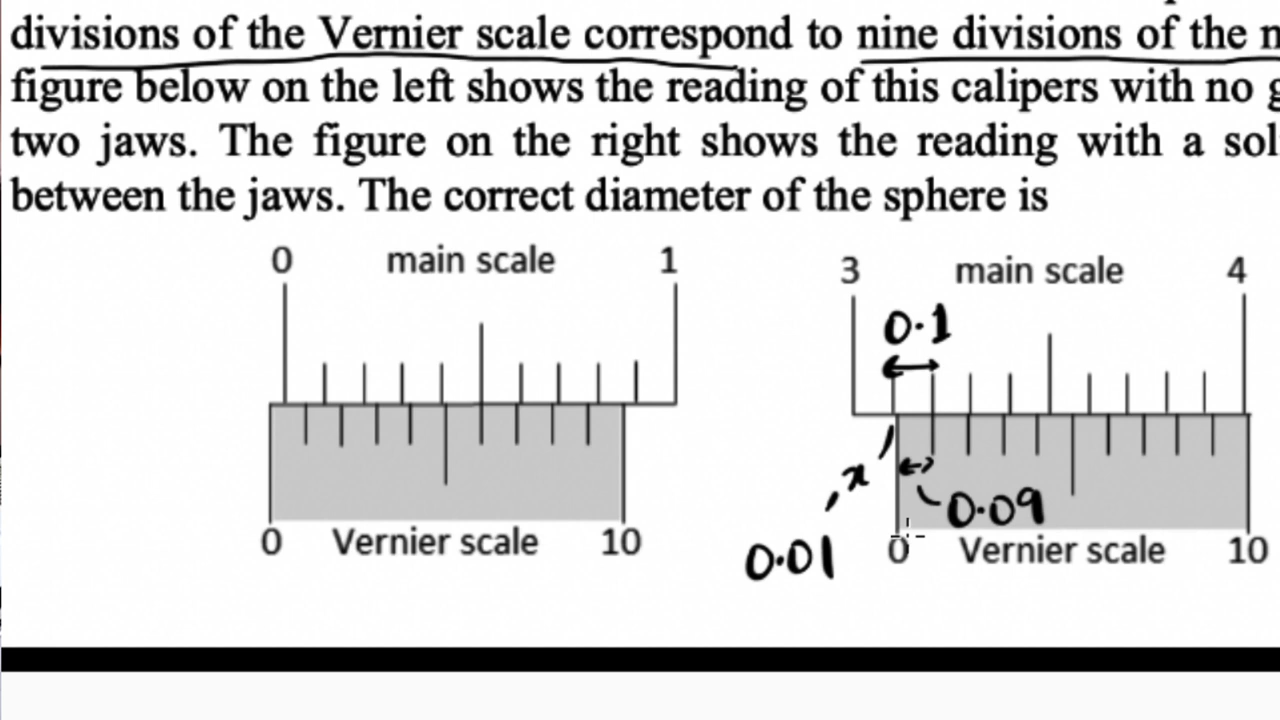 divisions of the Vernier scale correspond to nine divisions of the
figure below on the left shows the reading of this calipers with no
two jaws. The figure on the right shows the reading with a
between the jaws. The correct diameter of the sphere is
0 main scale 1
3 main scale 4
0.1
x
0.09
0.01
0 Vernier scale 10
0 Vernier scale 10